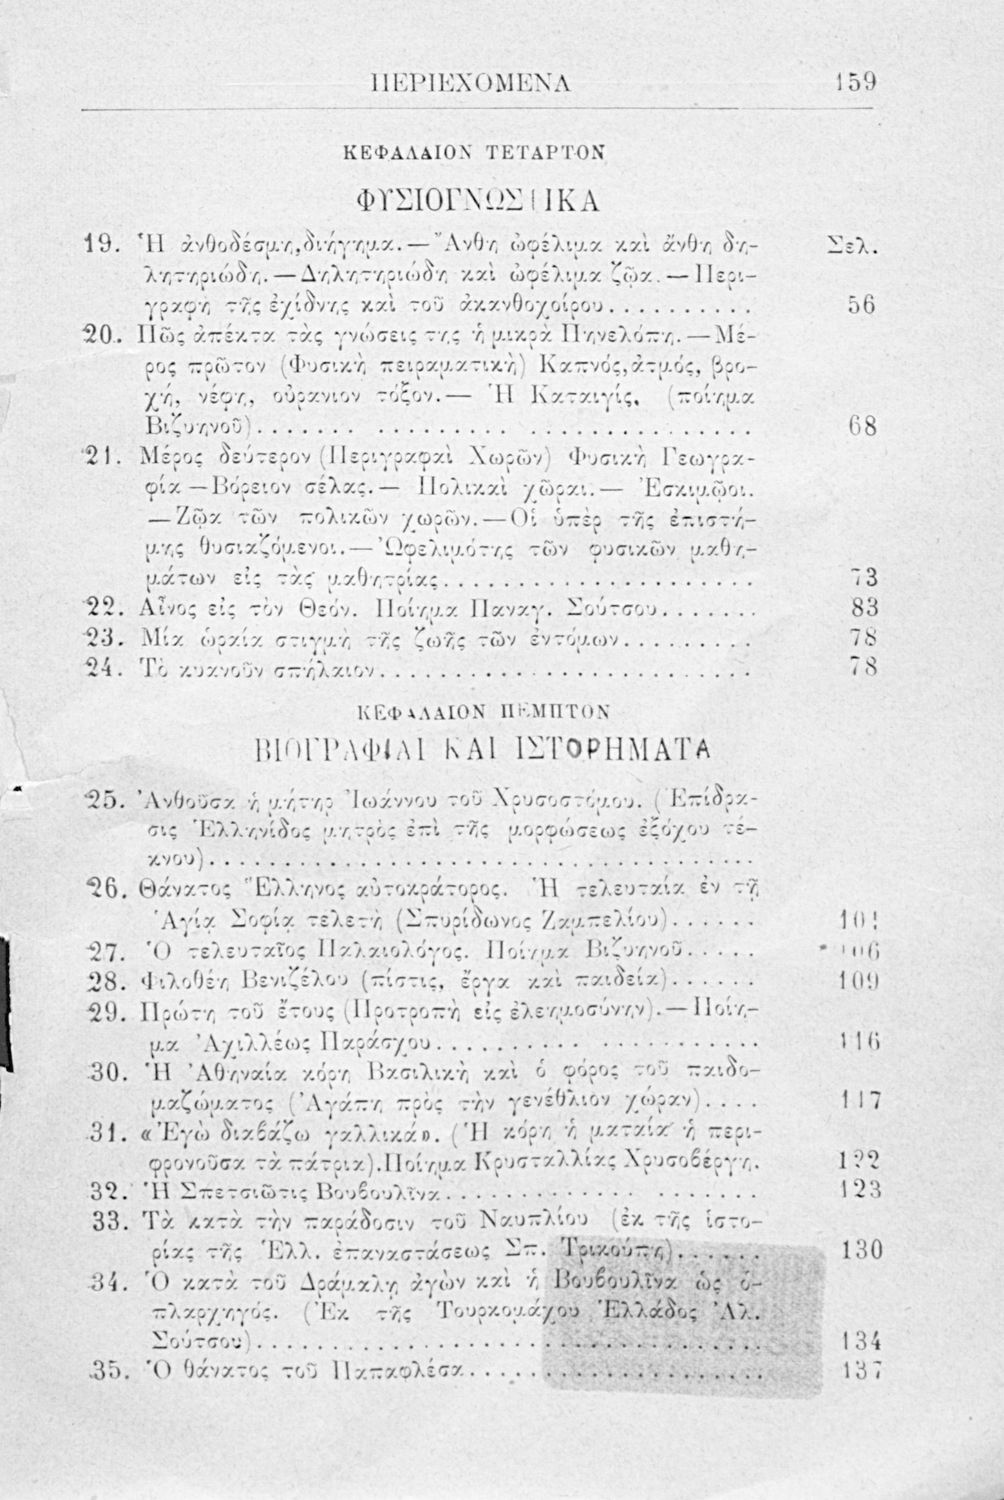 ΠΕΡΙΕΧΟΜΕΝΑ 159
ΚΕΦΑΛΑΙΟΝ ΤΕΤΑΡΤΟΝ
ΦΥΣΙΟΓΝΩΣΤΙΚΑ
19. Ἡ ἀνθοδέσμη, διήγημα. — Ἄνθη ὠφέλιμα καὶ ἄνθη δη- Σελ.
λητηριώδη. — Δηλητηριώδη καὶ ὠφέλιμα ζῷα. — Περι-
γραφὴ τῆς ἐχίδνης καὶ τοῦ ἀκανθοχοίρου........... 56
20. Πῶς ἀπέκτα τὰς γνώσεις της ἡ μικρὰ Πηνελόπη. — Μέ-
ρος πρῶτον (Φυσικὴ πειραματικὴ) Καπνός, ἀτμός, βρο-
χή, νέφη, οὐράνιον τόξον. — Ἡ Καταιγίς, (ποίημα
Βιζυηνοῦ)........................ 68
21. Μέρος δεύτερον (Περιγραφαὶ Χωρῶν) Φυσικὴ Γεωγρα-
φία — Βόρειον σέλας. — Πολικαὶ χῶραι. — Ἐσκιμῷοι.
— Ζῷα τῶν πολικῶν χωρῶν. — Οἱ ὑπὲρ τῆς ἐπιστή-
μης θυσιαζόμενοι. — Ὠφελιμότης τῶν φυσικῶν μαθη-
μάτων εἰς τὰς μαθητρίας..................... 73
22. Αἶνος εἰς τὸν Θεόν. Ποίημα Παναγ. Σούτσου....... 83
23. Μία ὡραία στιγμὴ τῆς ζωῆς τῶν ἐντόμων......... 78
24. Τὸ κυανοῦν σπήλαιον......................... 78
ΚΕΦΑΛΑΙΟΝ ΠΕΜΠΤΟΝ
ΒΙΟΓΡΑΦΙΑΙ ΚΑΙ ΙΣΤΟΡΗΜΑΤΑ
25. Ἀνθοῦσα ἡ μήτηρ Ἰωάννου τοῦ Χρυσοστόμου. (Ἐπίδρα-
σις Ἑλληνίδος μητρὸς ἐπὶ τῆς μορφώσεως ἐξόχου τέ-
κνου)....................................
26. Θάνατος Ἕλληνος αὐτοκράτορος. Ἡ τελευταία ἐν τῇ
Ἁγίᾳ Σοφίᾳ τελετὴ (Σπυρίδωνος Ζαμπελίου)...... 101
27. Ὁ τελευταῖος Παλαιολόγος. Ποίημα Βιζυηνοῦ..... 106
28. Φιλοθέη Βενιζέλου (πίστις, ἔργα καὶ παιδεία)...... 109
29. Πρώτη τοῦ ἔτους (Προτροπὴ εἰς ἐλεημοσύνην). — Ποίη-
μα Ἀχιλλέως Παράσχου...................... 116
30. Ἡ Ἀθηναία κόρη Βασιλικὴ καὶ ὁ φόρος τοῦ παιδο-
μαζώματος (Ἀγάπη πρὸς τὴν γενέθλιον χώραν).... 117
31. «Ἐγὼ διαβάζω γαλλικά». (Ἡ κόρη ἡ ματαία ἡ περι-
φρονοῦσα τὰ πάτρια). Ποίημα Κρυσταλλίας Χρυσοβέργη. 122
32. Ἡ Σπετσιῶτις Βουβουλῖνα..................... 123
33. Τὰ κατὰ τὴν παράδοσιν τοῦ Ναυπλίου (ἐκ τῆς ἱστο-
ρίας τῆς Ἑλλ. ἐπαναστάσεως Σπ. Τρικούπη)...... 130
34. Ὁ κατὰ τοῦ Δράμαλη ἀγὼν καὶ ἡ Βουβουλῖνα ὡς ὁ-
πλαρχηγός. (Ἐκ τῆς Τουρκομάχου Ἑλλάδος Ἀλ.
Σούτσου)................................... 134
35. Ὁ θάνατος τοῦ Παπαφλέσα.................... 137